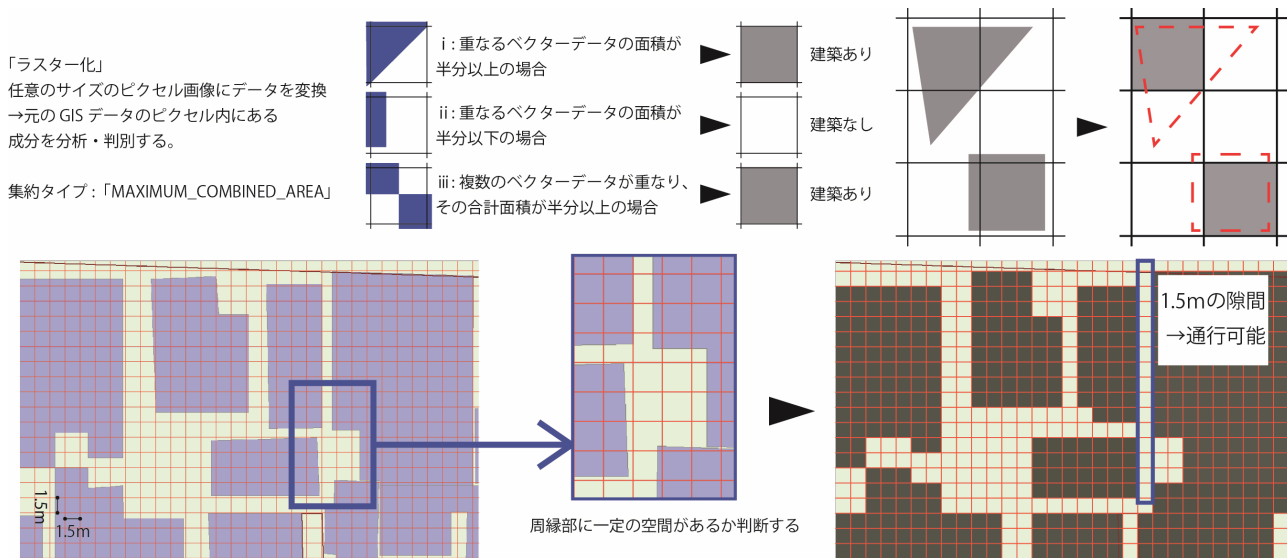 「ラスター化」
任意のサイズのピクセル画像にデータを変換
→元の GIS データのピクセル内にある
成分を分析・判別する。
集約タイプ：「MAXIMUM_COMBINED_AREA」
ⅰ：重なるベクターデータの面積が
半分以上の場合
建築あり
ⅱ：重なるベクターデータの面積が
半分以下の場合
建築なし
ⅲ：複数のベクターデータが重なり、
その合計面積が半分以上の場合
建築あり
1.5m
1.5m
周縁部に一定の空間があるか判断する
1.5mの隙間
→通行可能